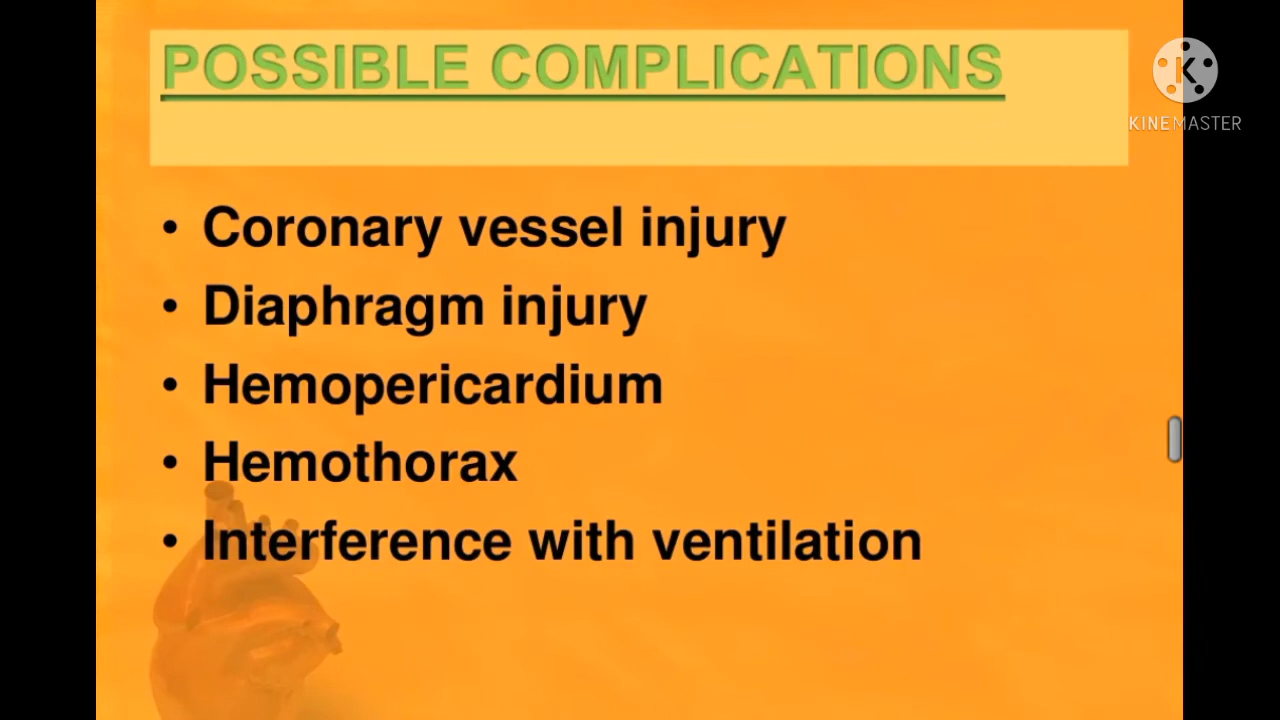 POSSIBLE COMPLICATIONS
K
KINEMASTER
• Coronary vessel injury
• Diaphragm injury
• Hemopericardium
• Hemothorax
• Interference with ventilation